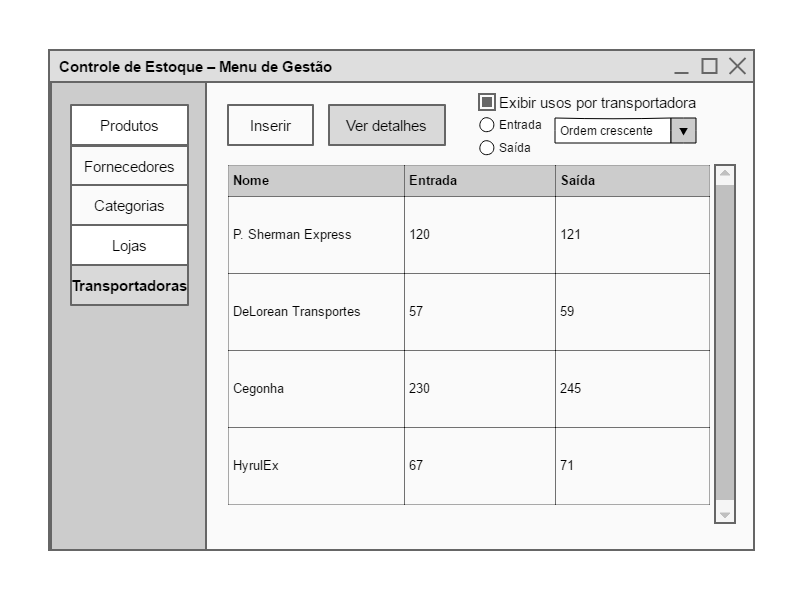 Controle de Estoque – Menu de Gestão
Produtos
Fornecedores
Categorias
Lojas
Transportadoras
Inserir
Ver detalhes
Exibir usos por transportadora
Entrada
Saída
Ordem crescente
Nome Entrada Saída
P. Sherman Express 120 121
DeLorean Transportes 57 59
Cegonha 230 245
HyrulEx 67 71